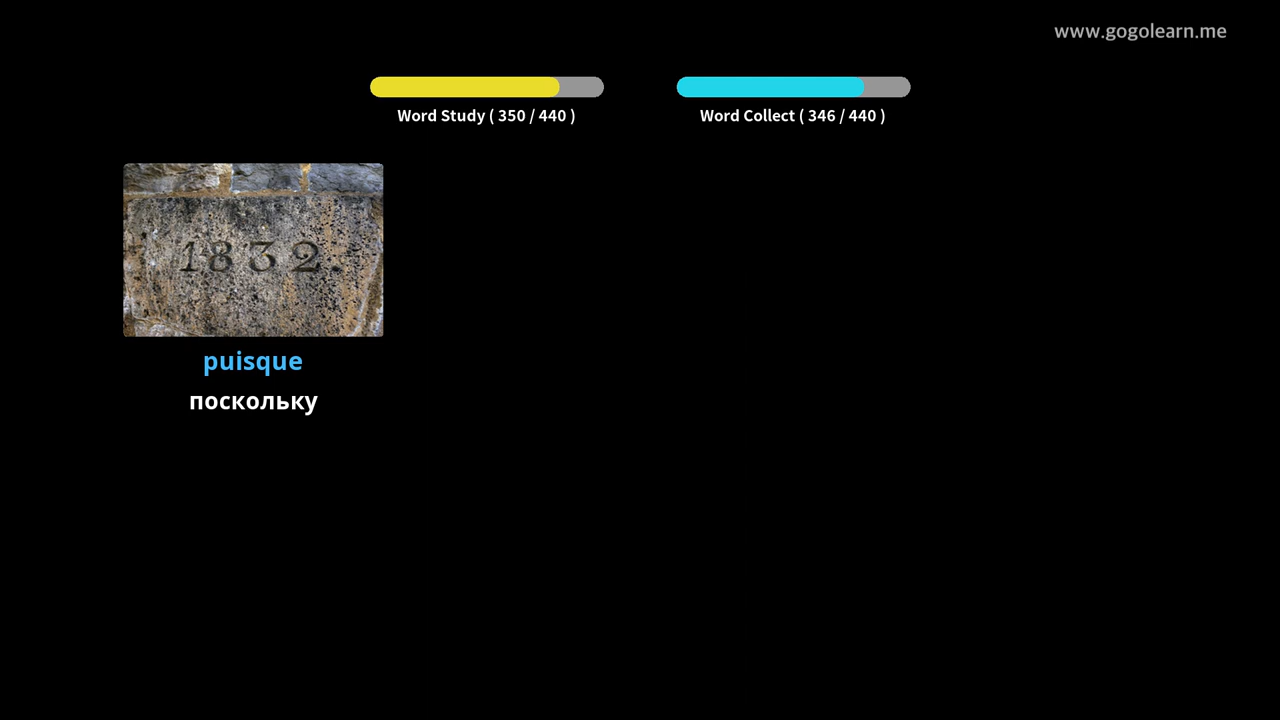 www.gogolearn.me
Word Study ( 350 / 440 )
Word Collect ( 346 / 440 )
1832.
puisque
поскольку